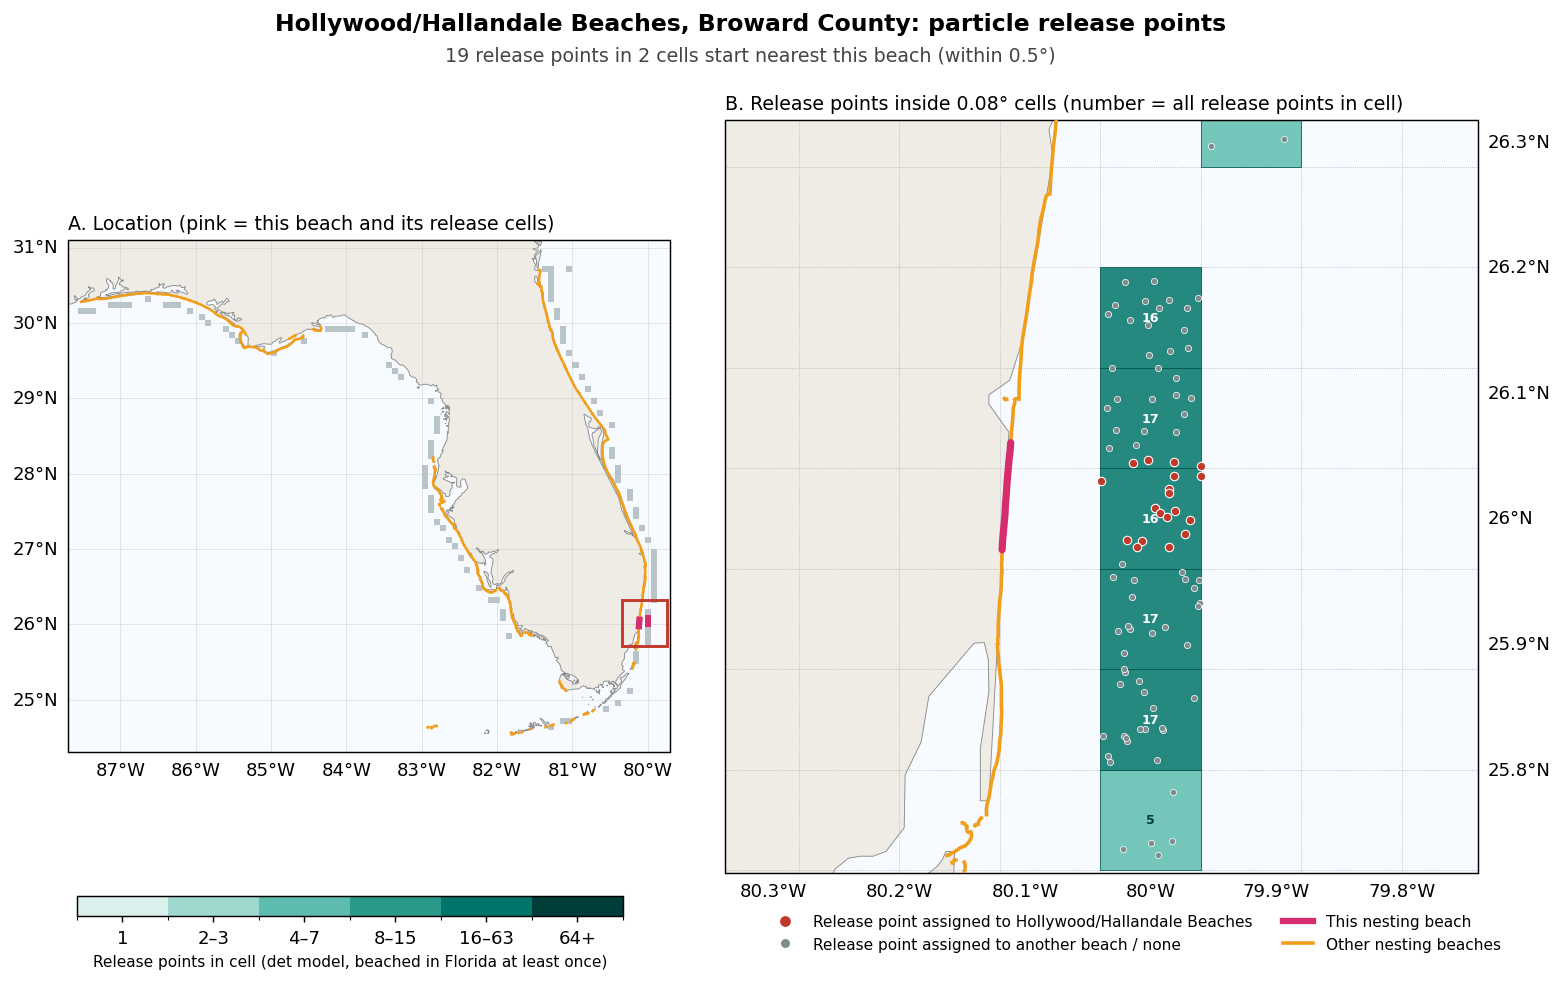 Hollywood/Hallandale Beaches, Broward County: particle release points
19 release points in 2 cells start nearest this beach (within 0.5°)
A. Location (pink = this beach and its release cells)
31°N
30°N
29°N
28°N
27°N
26°N
25°N
87°W 86°W 85°W 84°W 83°W 82°W 81°W 80°W
1 2–3 4–7 8–15 16–63 64+
Release points in cell (det model, beached in Florida at least once)
B. Release points inside 0.08° cells (number = all release points in cell)
16
17
16
17
17
5
26.3°N
26.2°N
26.1°N
26°N
25.9°N
25.8°N
80.3°W 80.2°W 80.1°W 80°W 79.9°W 79.8°W
Release point assigned to Hollywood/Hallandale Beaches
Release point assigned to another beach / none
This nesting beach
Other nesting beaches